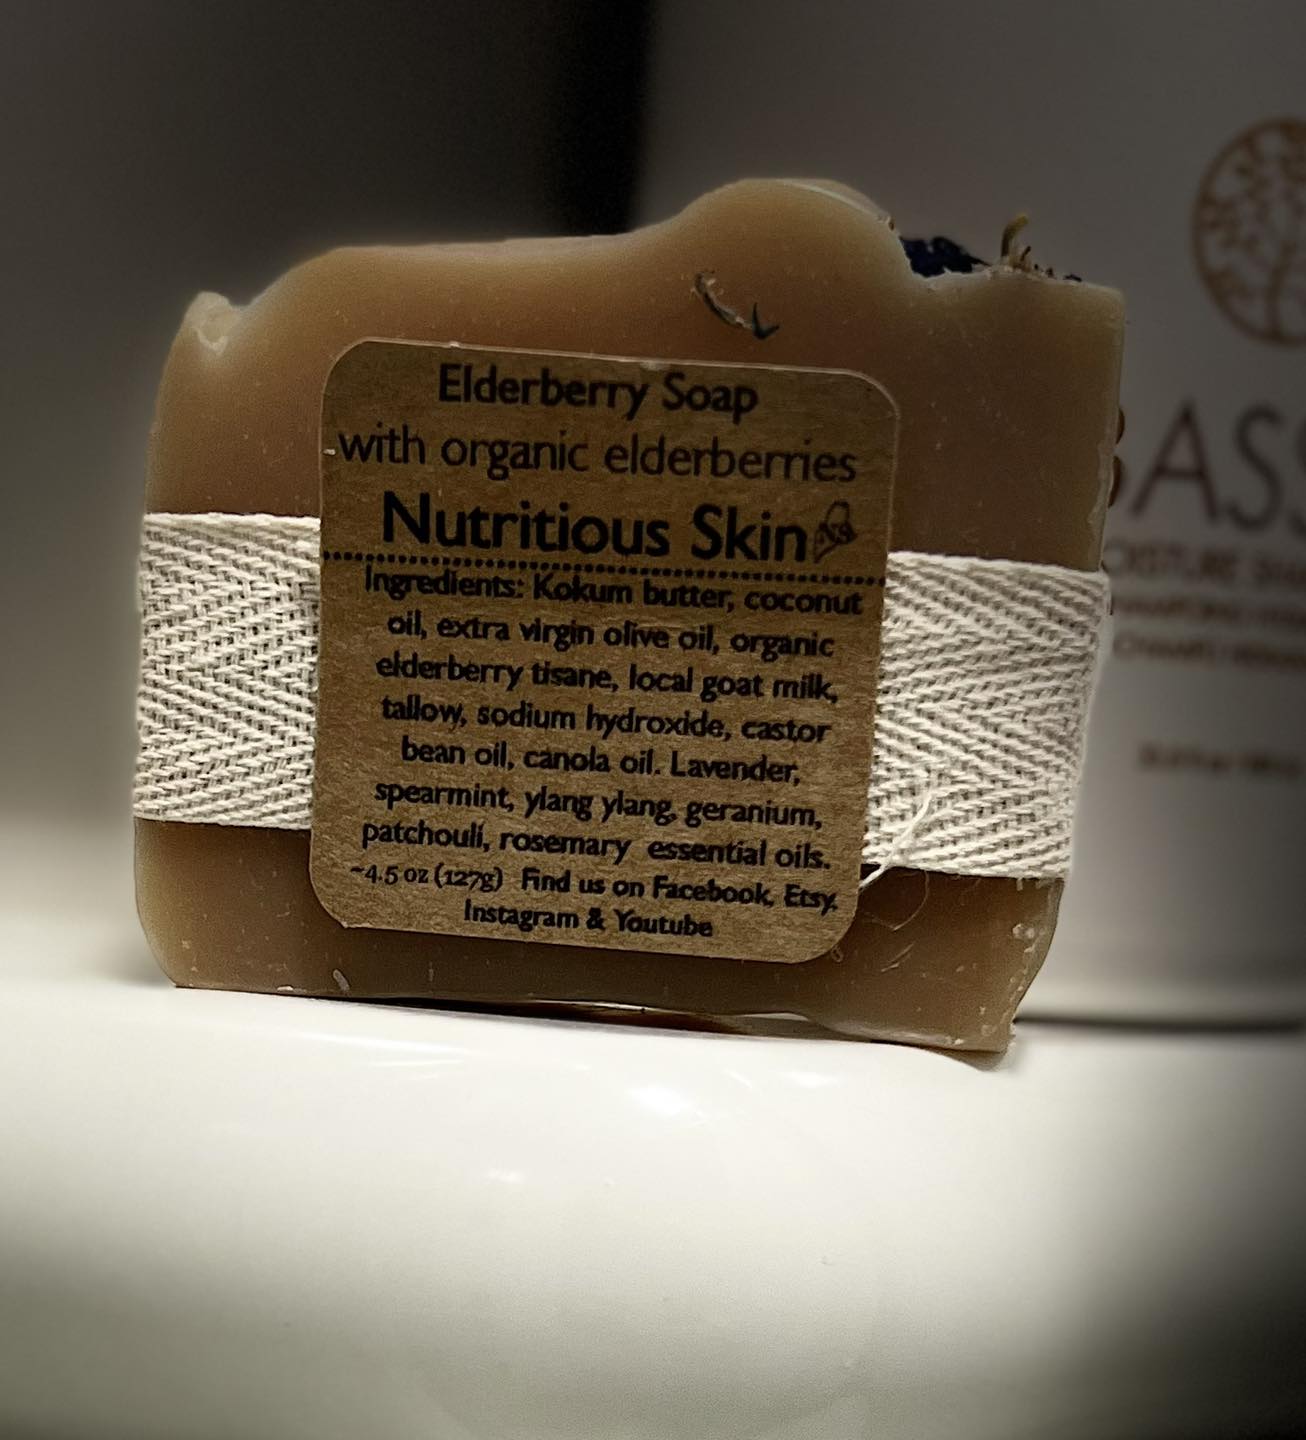 Elderberry Soap
with organic elderberries
Nutritious Skin
Ingredients: Kokum butter, coconut
oil, extra virgin olive oil, organic
elderberry tisane, local goat milk,
tallow, sodium hydroxide, castor
bean oil, canola oil. Lavender,
spearmint, ylang ylang, geranium,
patchouli, rosemary essential oils.
~4.5 oz (127g) Find us on Facebook, Etsy,
Instagram & Youtube